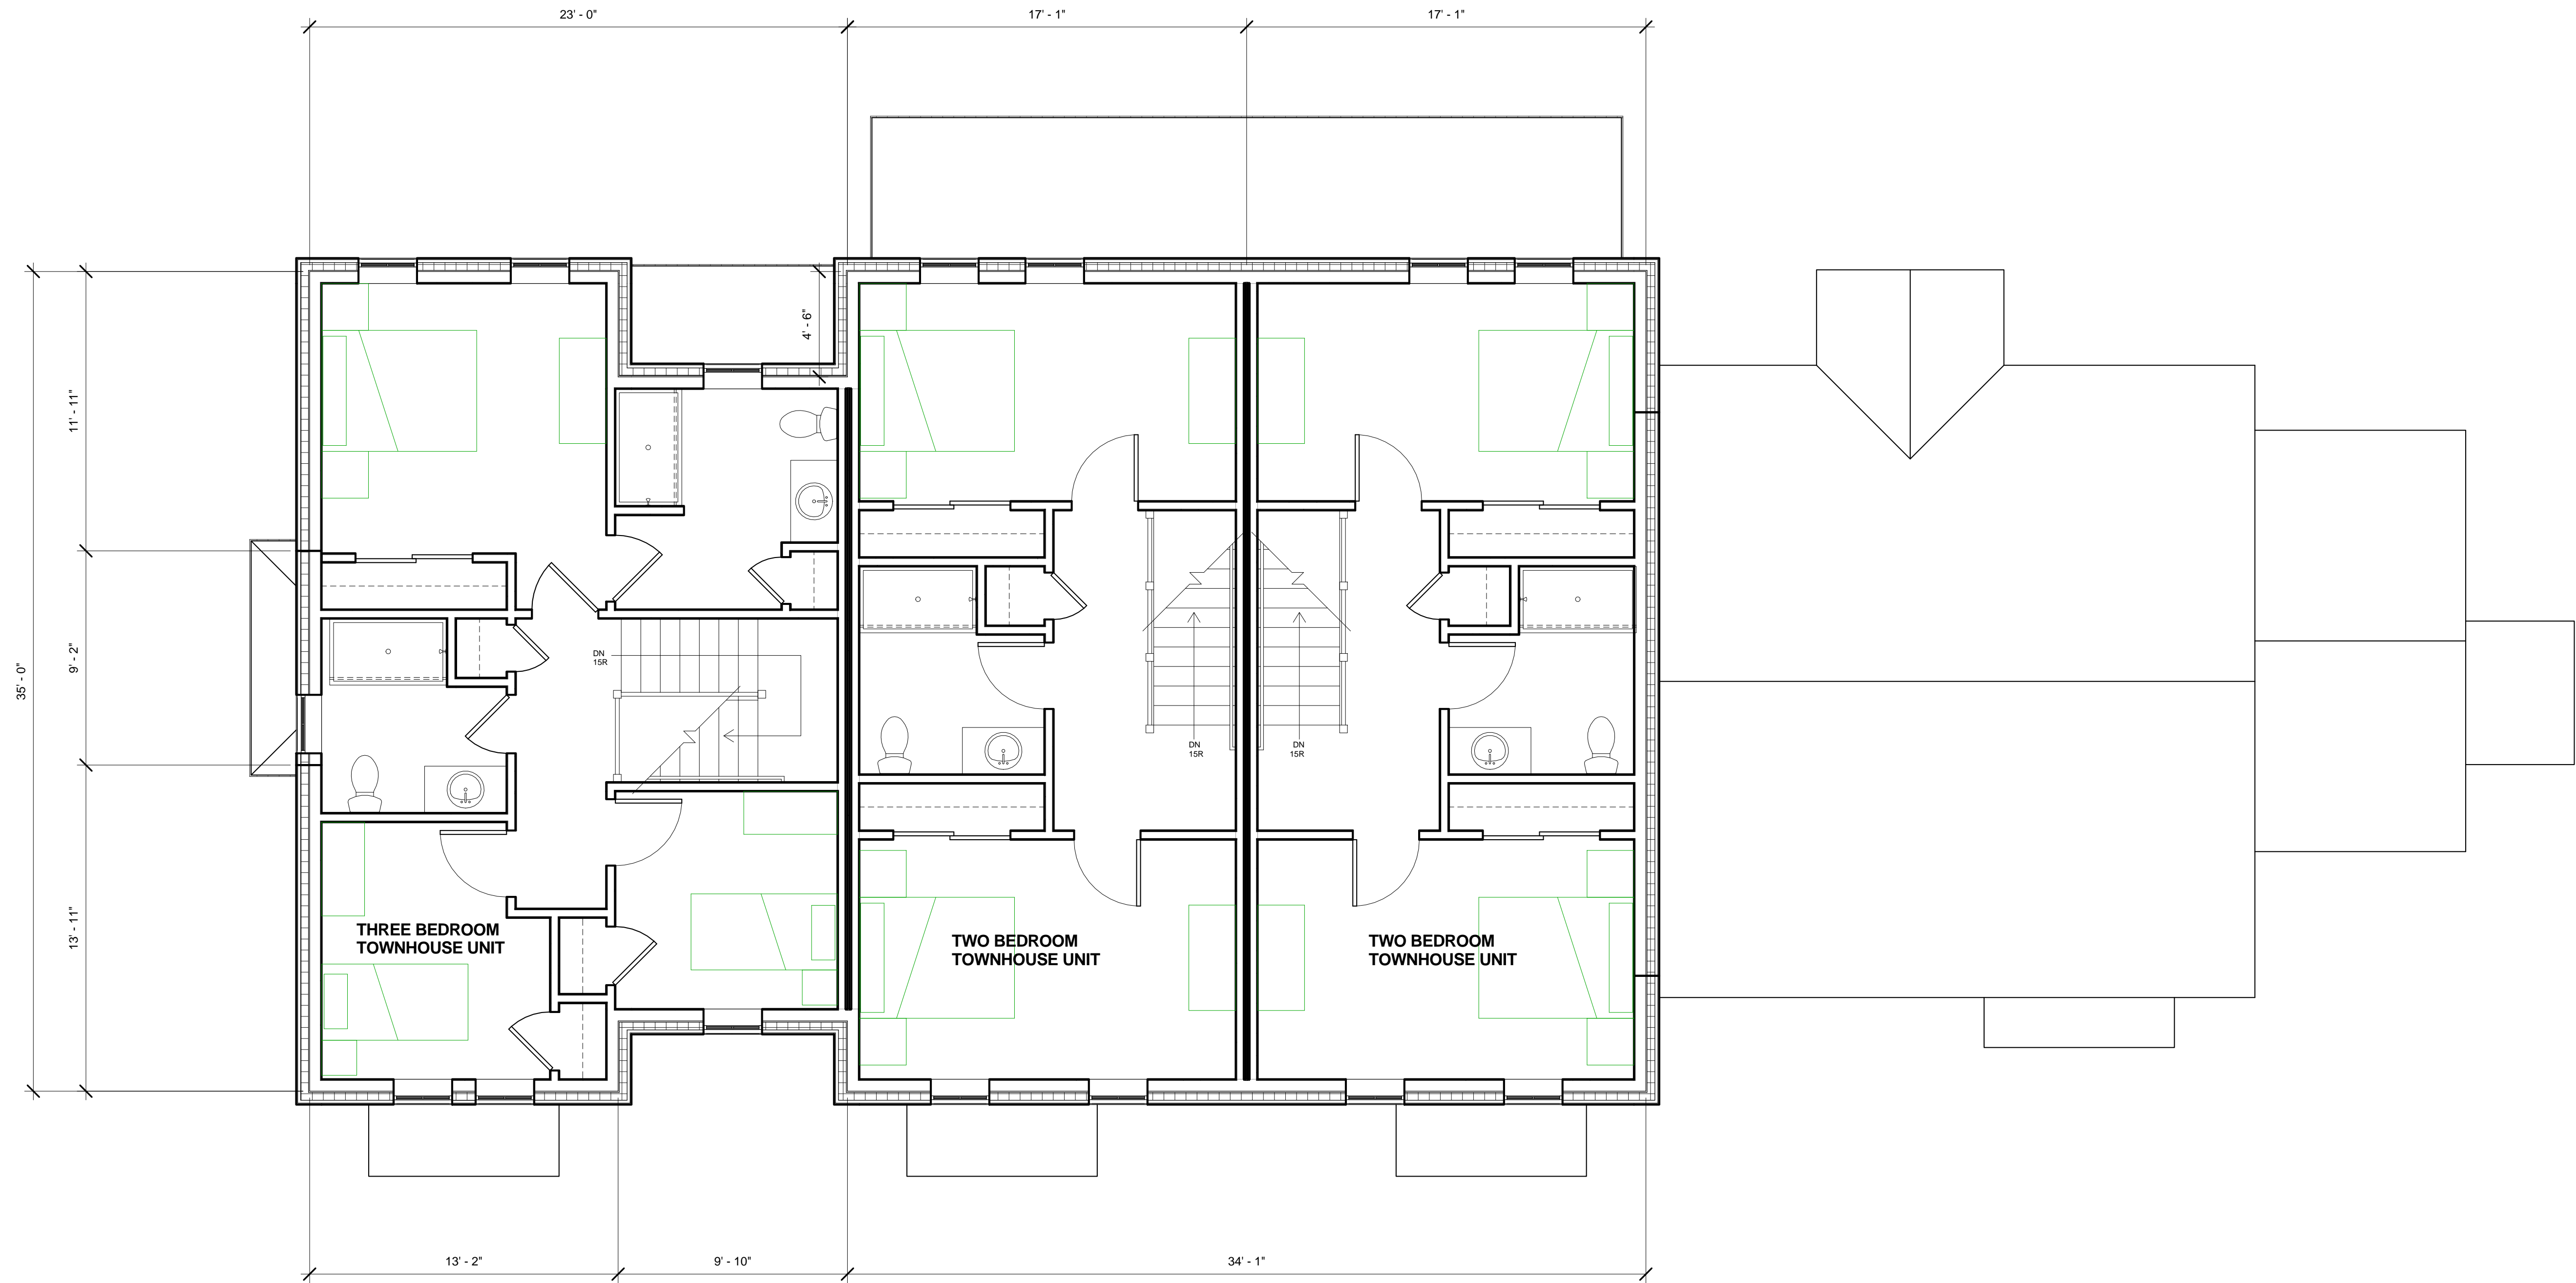 23' - 0"
17' - 1"
17' - 1"
4' - 6"
11' - 11"
9' - 2"
35' - 0"
13' - 11"
DN
15R
DN
15R
DN
15R
THREE BEDROOM
TOWNHOUSE UNIT
TWO BEDROOM
TOWNHOUSE UNIT
TWO BEDROOM
TOWNHOUSE UNIT
13' - 2"
9' - 10"
34' - 1"